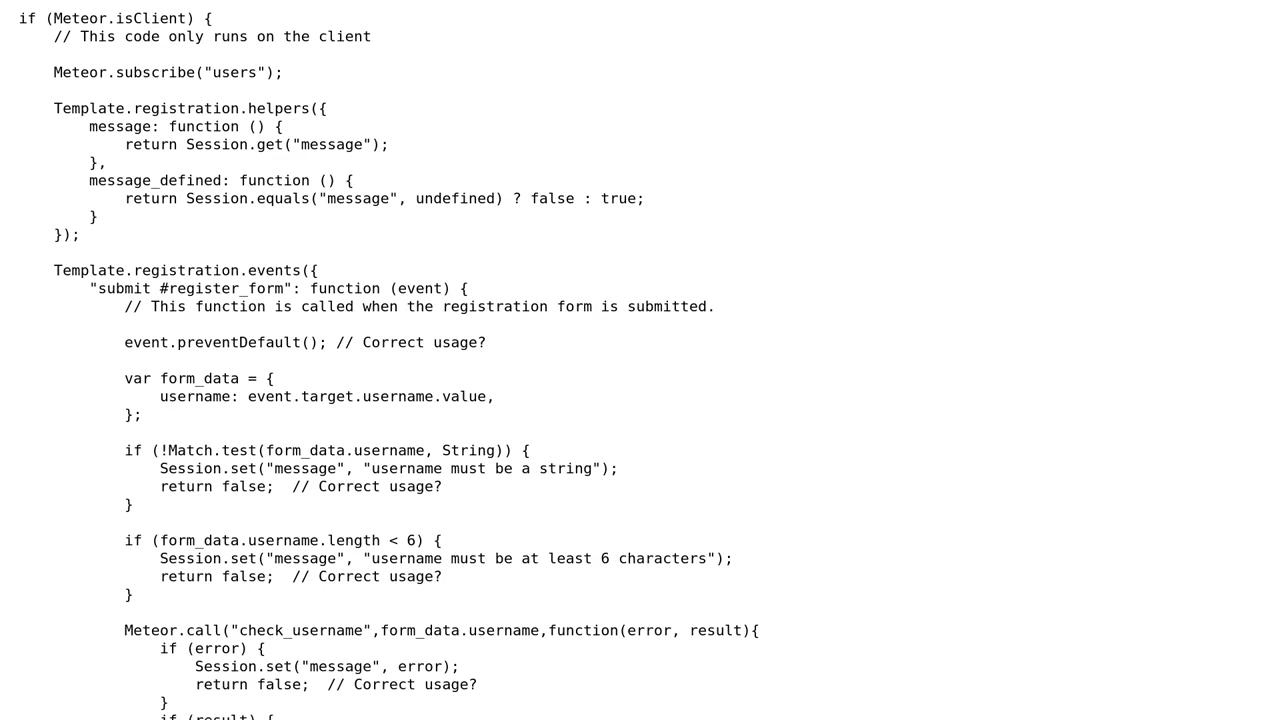 if (Meteor.isClient) {
    // This code only runs on the client

    Meteor.subscribe("users");

    Template.registration.helpers({
        message: function () {
            return Session.get("message");
        },
        message_defined: function () {
            return Session.equals("message", undefined) ? false : true;
        }
    });

    Template.registration.events({
        "submit #register_form": function (event) {
            // This function is called when the registration form is submitted.

            event.preventDefault(); // Correct usage?

            var form_data = {
                username: event.target.username.value,
            };

            if (!Match.test(form_data.username, String)) {
                Session.set("message", "username must be a string");
                return false;  // Correct usage?
            }

            if (form_data.username.length < 6) {
                Session.set("message", "username must be at least 6 characters");
                return false;  // Correct usage?
            }

            Meteor.call("check_username",form_data.username,function(error, result){
                if (error) {
                    Session.set("message", error);
                    return false;  // Correct usage?
                }
                if (result) {